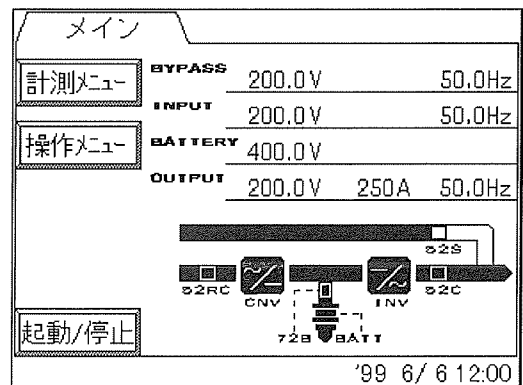 メイン
計測メニュー
BYPASS 200.0V 50.0Hz
INPUT 200.0V 50.0Hz
操作メニュー
BATTERY 400.0V
OUTPUT 200.0V 250A 50.0Hz
52S
52RC CNV INV 52C
72B BATT
起動/停止
'99 6/ 6 12:00